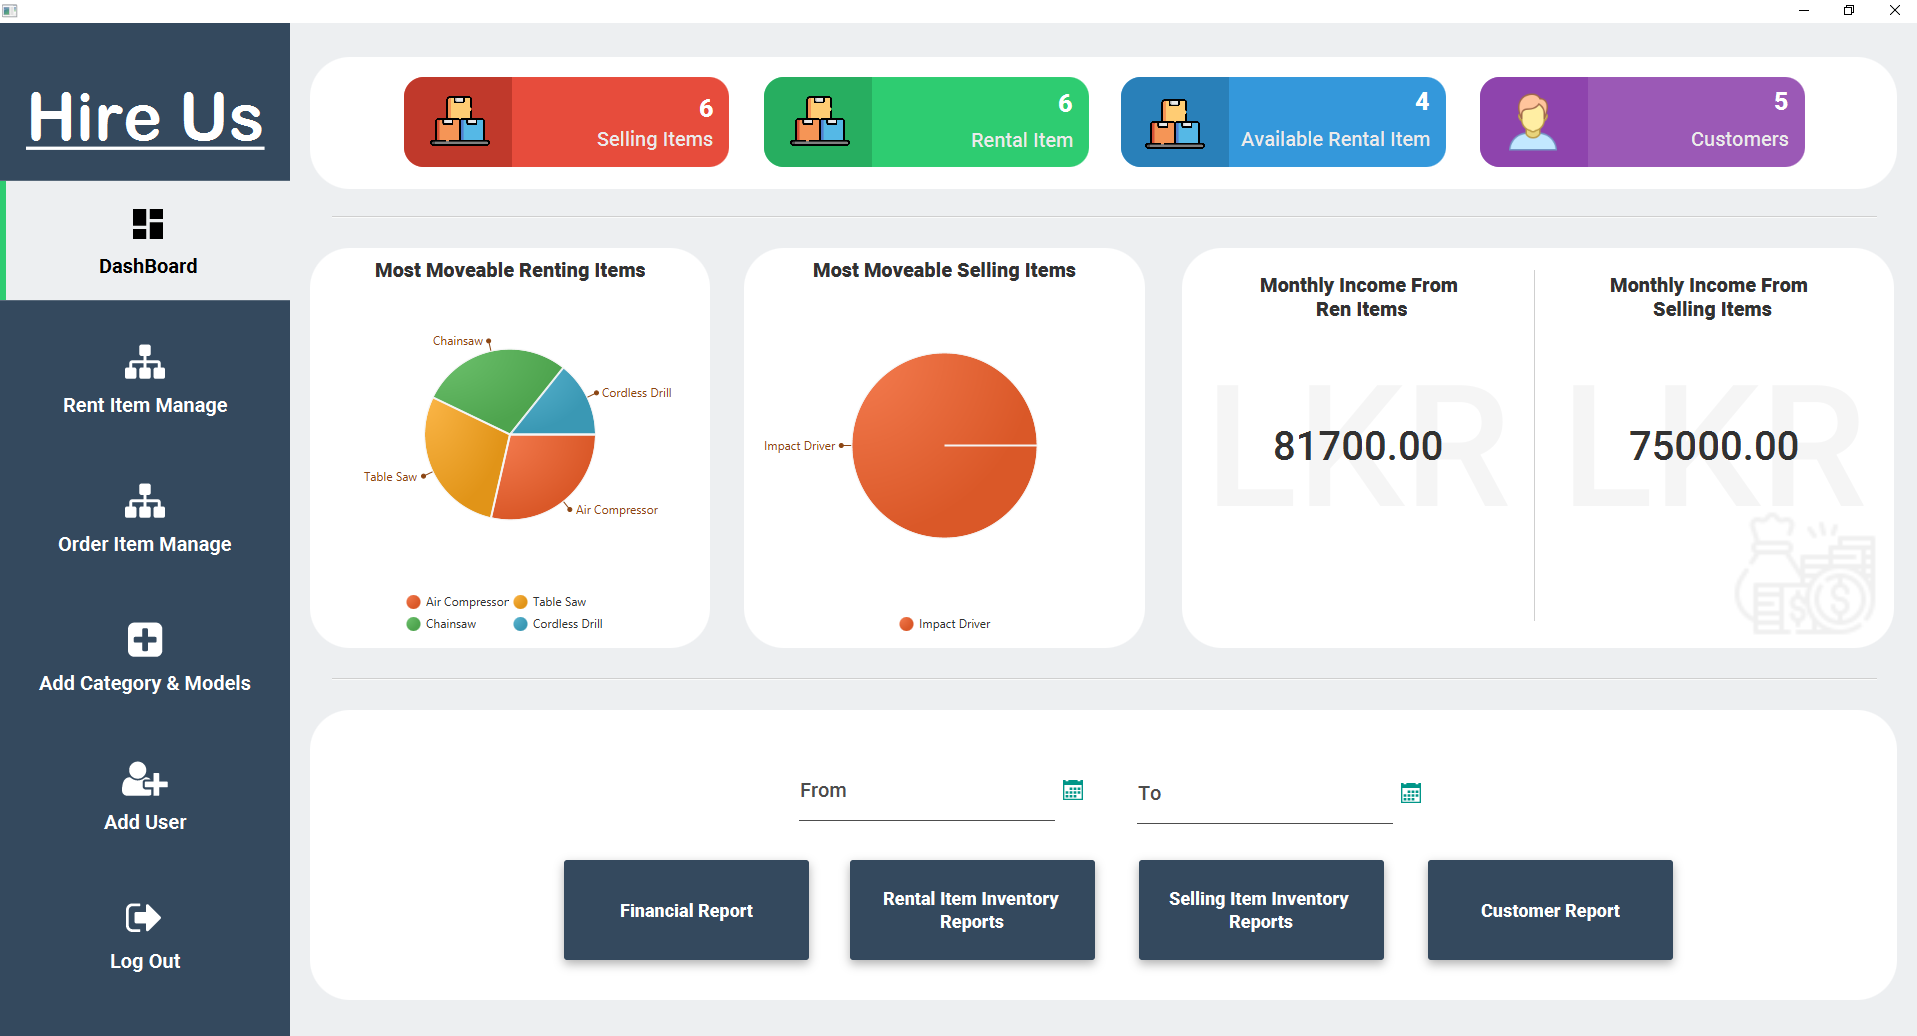 Hire Us
DashBoard
Rent Item Manage
Order Item Manage
Add Category & Models
Add User
Log Out
6
Selling Items
6
Rental Item
4
Available Rental Item
5
Customers
Most Moveable Renting Items
Chainsaw
Cordless Drill
Table Saw
Air Compressor
Air Compressor
Table Saw
Chainsaw
Cordless Drill
Most Moveable Selling Items
Impact Driver
Impact Driver
Monthly Income From
Ren Items
LKR
81700.00
Monthly Income From
Selling Items
LKR
75000.00
From
To
Financial Report
Rental Item Inventory
Reports
Selling Item Inventory
Reports
Customer Report